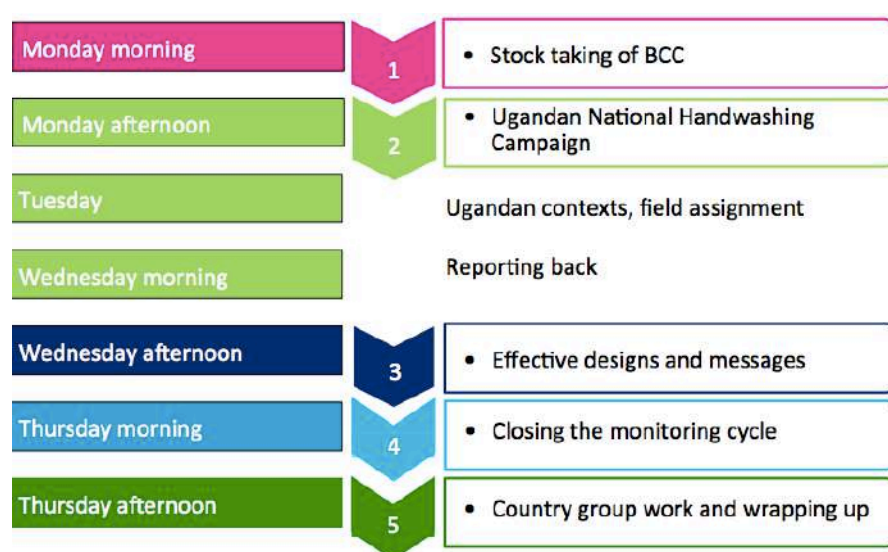 Monday morning
1
• Stock taking of BCC
Monday afternoon
2
• Ugandan National Handwashing
Campaign
Tuesday
Ugandan contexts, field assignment
Wednesday morning
Reporting back
Wednesday afternoon
3
• Effective designs and messages
Thursday morning
4
• Closing the monitoring cycle
Thursday afternoon
5
• Country group work and wrapping up